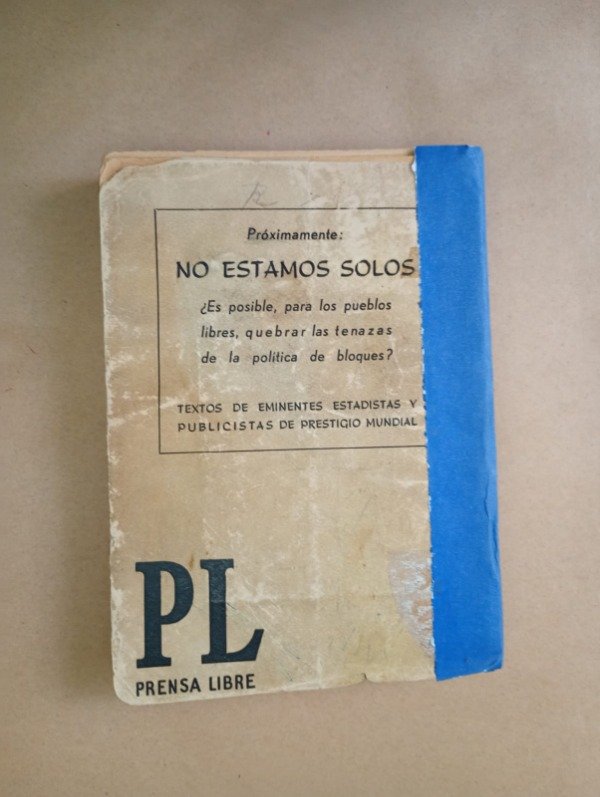 Próximamente:
NO ESTAMOS SOLOS
¿Es posible, para los pueblos
libres, quebrar las tenazas
de la política de bloques?
TEXTOS DE EMINENTES ESTADISTAS Y
PUBLICISTAS DE PRESTIGIO MUNDIAL
PL
PRENSA LIBRE